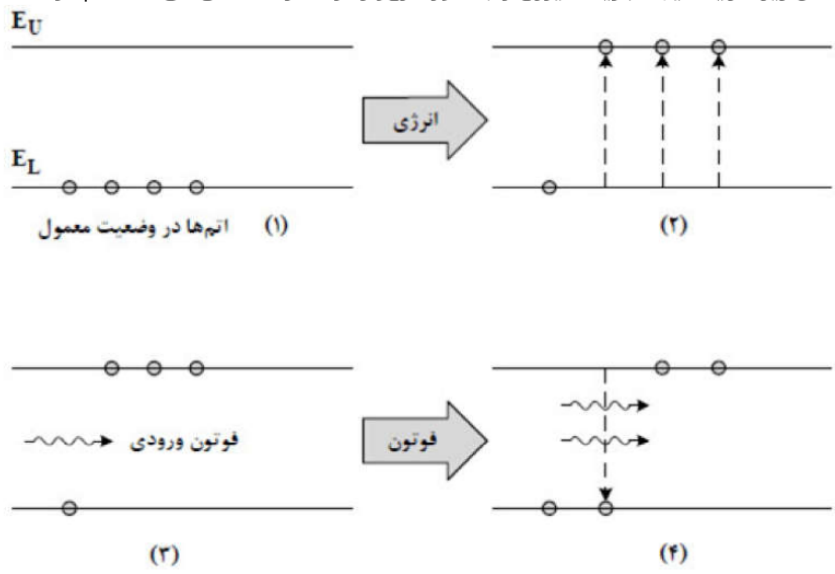 E_U
انرژی
E_L
اتم‌ها در وضعیت معمول (۱)
(۲)
فوتون ورودی
فوتون
(۳)
(۴)